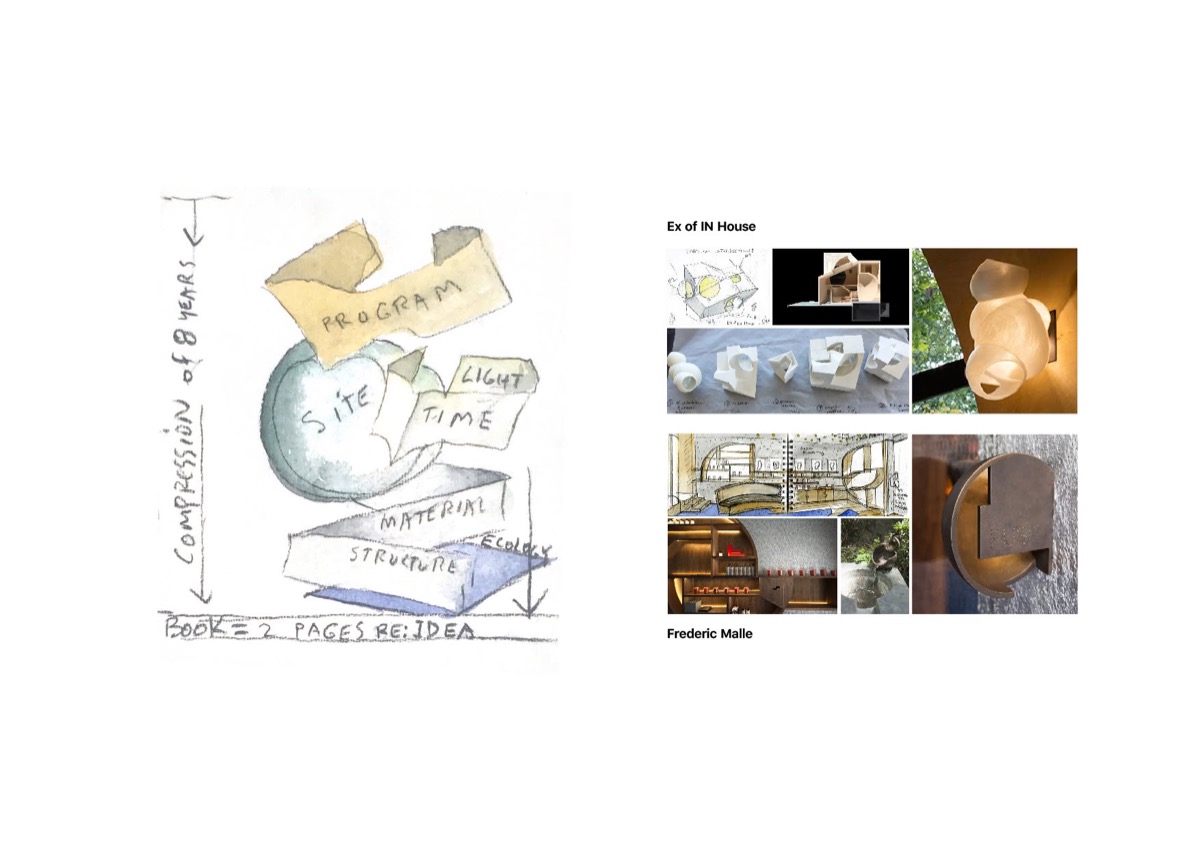 COMPRESSION of 8 YEARS
PROGRAM
SITE
LIGHT
TIME
MATERIAL
ECOLOGY
STRUCTURE
BOOK = 2 PAGES RE: IDEA
Ex of IN House
Frederic Malle